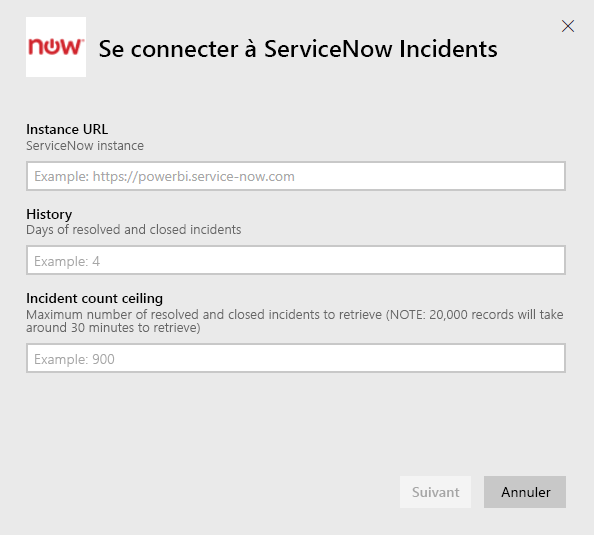 now
Se connecter à ServiceNow Incidents
Instance URL
ServiceNow instance
Example: https://powerbi.service-now.com
History
Days of resolved and closed incidents
Example: 4
Incident count ceiling
Maximum number of resolved and closed incidents to retrieve (NOTE: 20,000 records will take
around 30 minutes to retrieve)
Example: 900
Suivant
Annuler